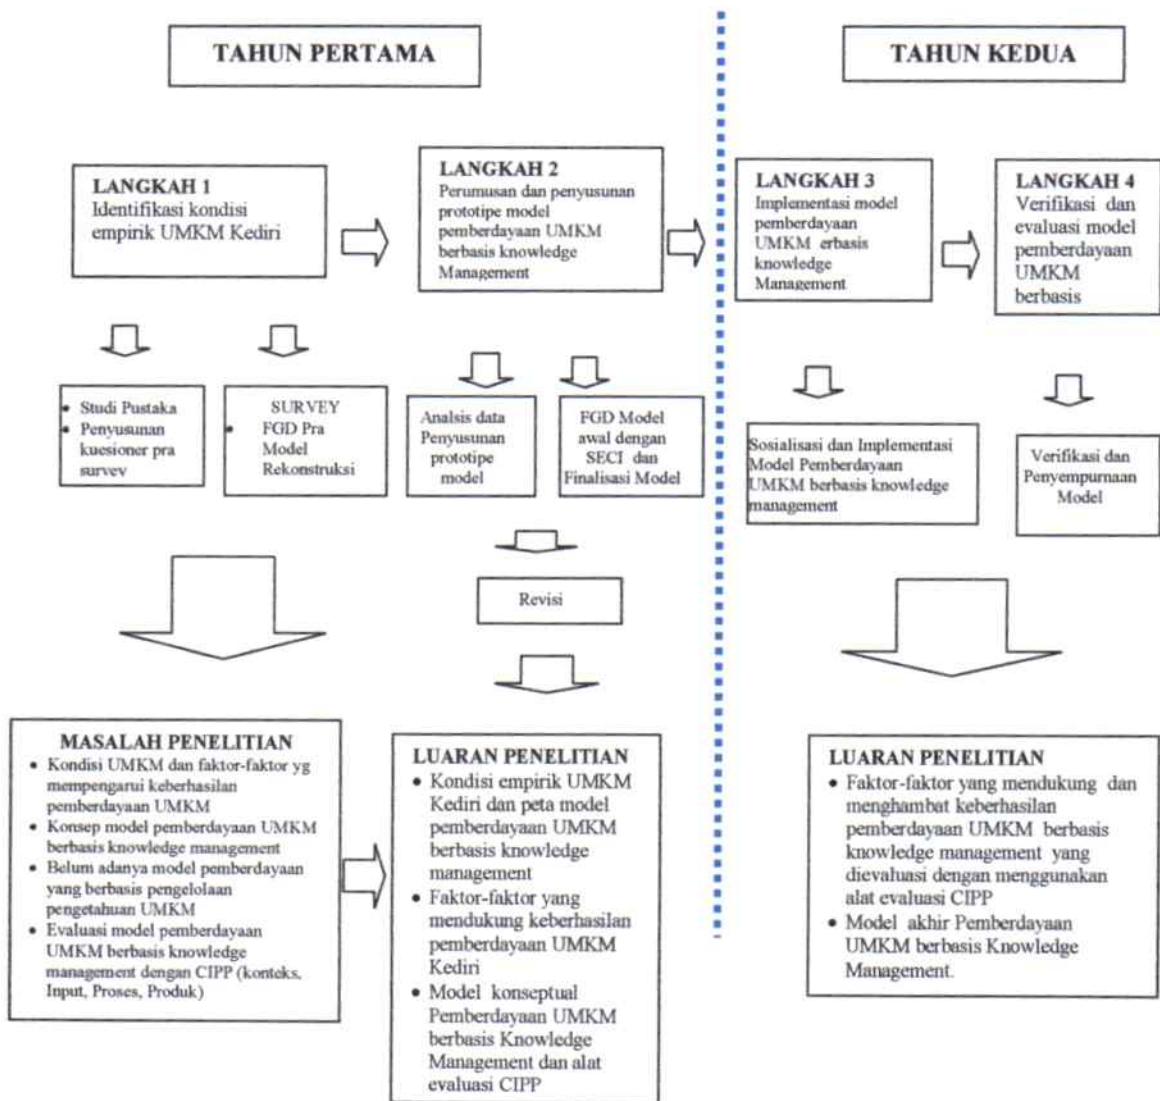 TAHUN PERTAMA
TAHUN KEDUA
LANGKAH 1
Identifikasi kondisi
empirik UMKM Kediri
LANGKAH 2
Perumusan dan penyusunan
prototipe model
pemberdayaan UMKM
berbasis knowledge
Management
LANGKAH 3
Implementasi model
pemberdayaan
UMKM erbasis
knowledge
Management
LANGKAH 4
Verifikasi dan
evaluasi model
pemberdayaan
UMKM
berbasis
• Studi Pustaka
• Penyusunan
kuesioner pra
survev
SURVEY
• FGD Pra
Model
Rekonstruksi
Analsis data
Penyusunan
prototipe
model
FGD Model
awal dengan
SECI dan
Finalisasi Model
Sosialisasi dan Implementasi
Model Pemberdayaan
UMKM berbasis knowledge
management
Verifikasi dan
Penyempurnaan
Model
Revisi
MASALAH PENELITIAN
• Kondisi UMKM dan faktor-faktor yg
mempengarui keberhasilan
pemberdayaan UMKM
• Konsep model pemberdayaan UMKM
berbasis knowledge management
• Belum adanya model pemberdayaan
yang berbasis pengelolaan
pengetahuan UMKM
• Evaluasi model pemberdayaan
UMKM berbasis knowledge
management dengan CIPP (konteks,
Input, Proses, Produk)
LUARAN PENELITIAN
• Kondisi empirik UMKM
Kediri dan peta model
pemberdayaan UMKM
berbasis knowledge
management
• Faktor-faktor yang
mendukung keberhasilan
pemberdayaan UMKM
Kediri
• Model konseptual
Pemberdayaan UMKM
berbasis Knowledge
Management dan alat
evaluasi CIPP
LUARAN PENELITIAN
• Faktor-faktor yang mendukung dan
menghambat keberhasilan
pemberdayaan UMKM berbasis
knowledge management yang
dievaluasi dengan menggunakan
alat evaluasi CIPP
• Model akhir Pemberdayaan
UMKM berbasis Knowledge
Management.